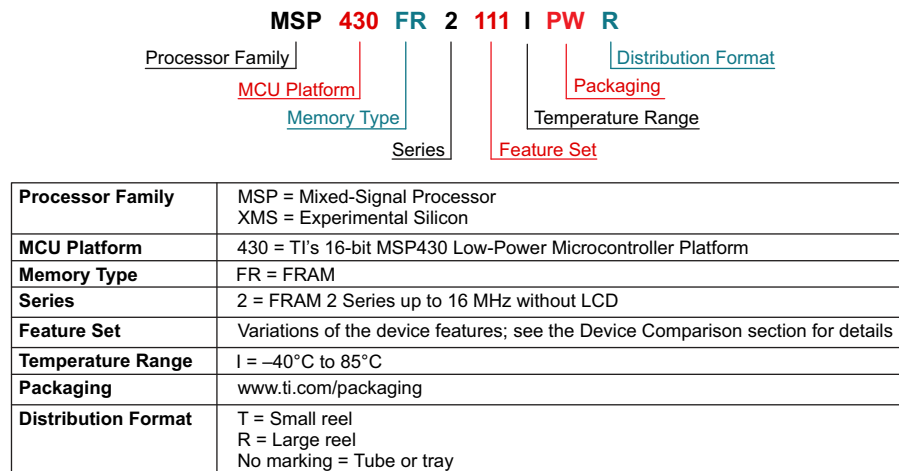 MSP 430 FR 2 111 I PW R
Processor Family
Distribution Format
MCU Platform
Packaging
Memory Type
Temperature Range
Series
Feature Set
Processor Family MSP = Mixed-Signal Processor
XMS = Experimental Silicon
MCU Platform 430 = TI's 16-bit MSP430 Low-Power Microcontroller Platform
Memory Type FR = FRAM
Series 2 = FRAM 2 Series up to 16 MHz without LCD
Feature Set Variations of the device features; see the Device Comparison section for details
Temperature Range I = –40°C to 85°C
Packaging www.ti.com/packaging
Distribution Format T = Small reel
R = Large reel
No marking = Tube or tray